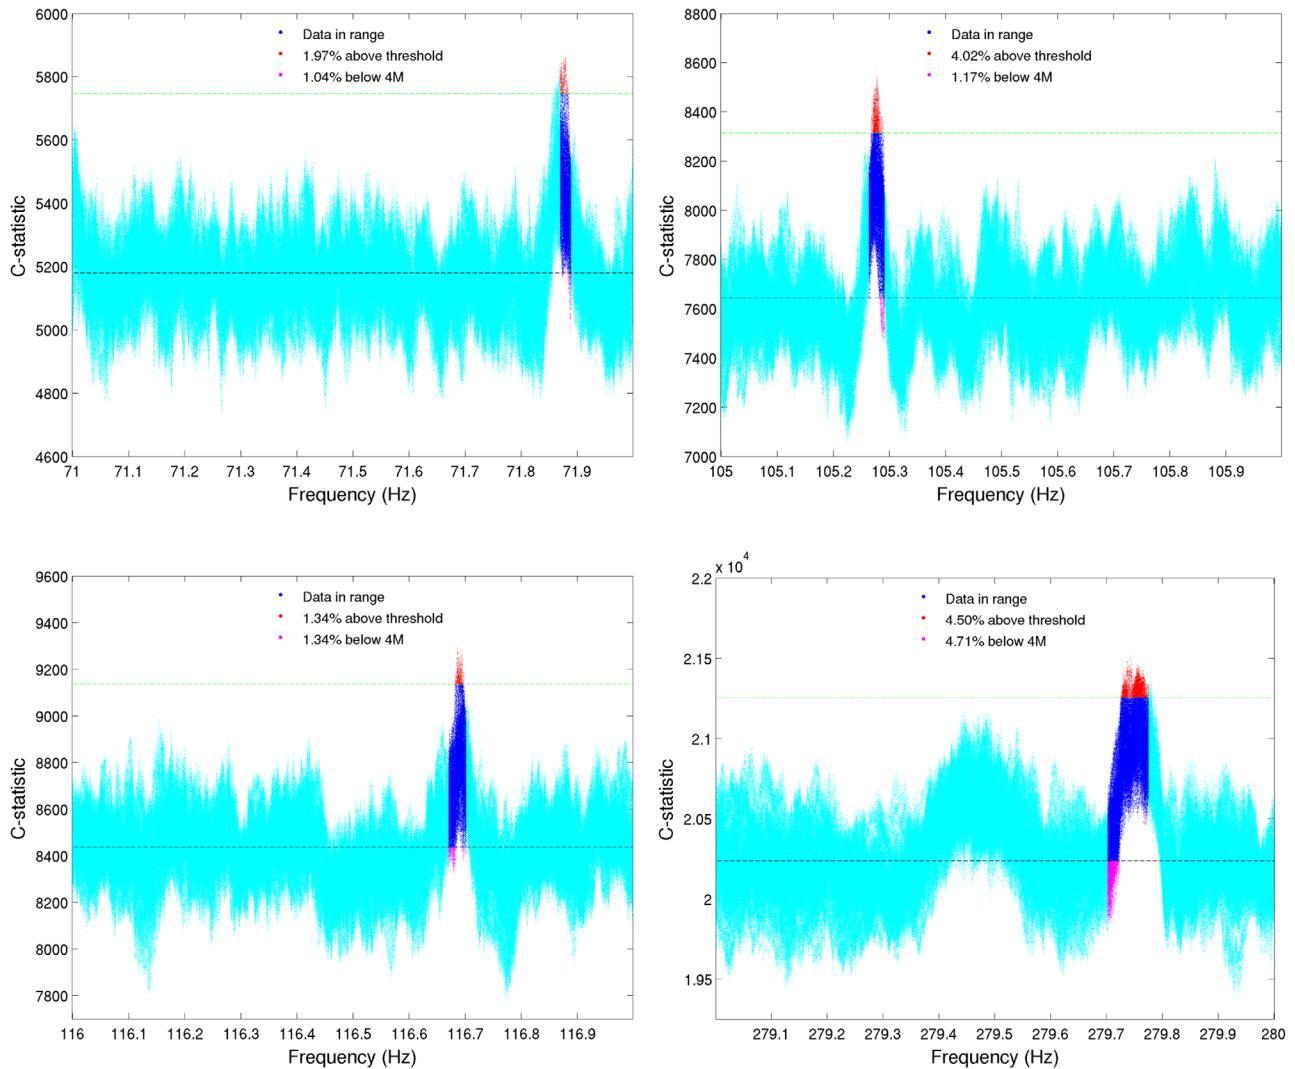 6000
5800
5600
5400
5200
5000
4800
4600
C-statistic
Data in range
1.97% above threshold
1.04% below 4M
71 71.1 71.2 71.3 71.4 71.5 71.6 71.7 71.8 71.9
Frequency (Hz)
8800
8600
8400
8200
8000
7800
7600
7400
7200
7000
C-statistic
Data in range
4.02% above threshold
1.17% below 4M
105 105.1 105.2 105.3 105.4 105.5 105.6 105.7 105.8 105.9
Frequency (Hz)
9600
9400
9200
9000
8800
8600
8400
8200
8000
7800
C-statistic
Data in range
1.34% above threshold
1.34% below 4M
116 116.1 116.2 116.3 116.4 116.5 116.6 116.7 116.8 116.9
Frequency (Hz)
x 10^4
2.2
2.15
2.1
2.05
2
1.95
C-statistic
Data in range
4.50% above threshold
4.71% below 4M
279.1 279.2 279.3 279.4 279.5 279.6 279.7 279.8 279.9 280
Frequency (Hz)